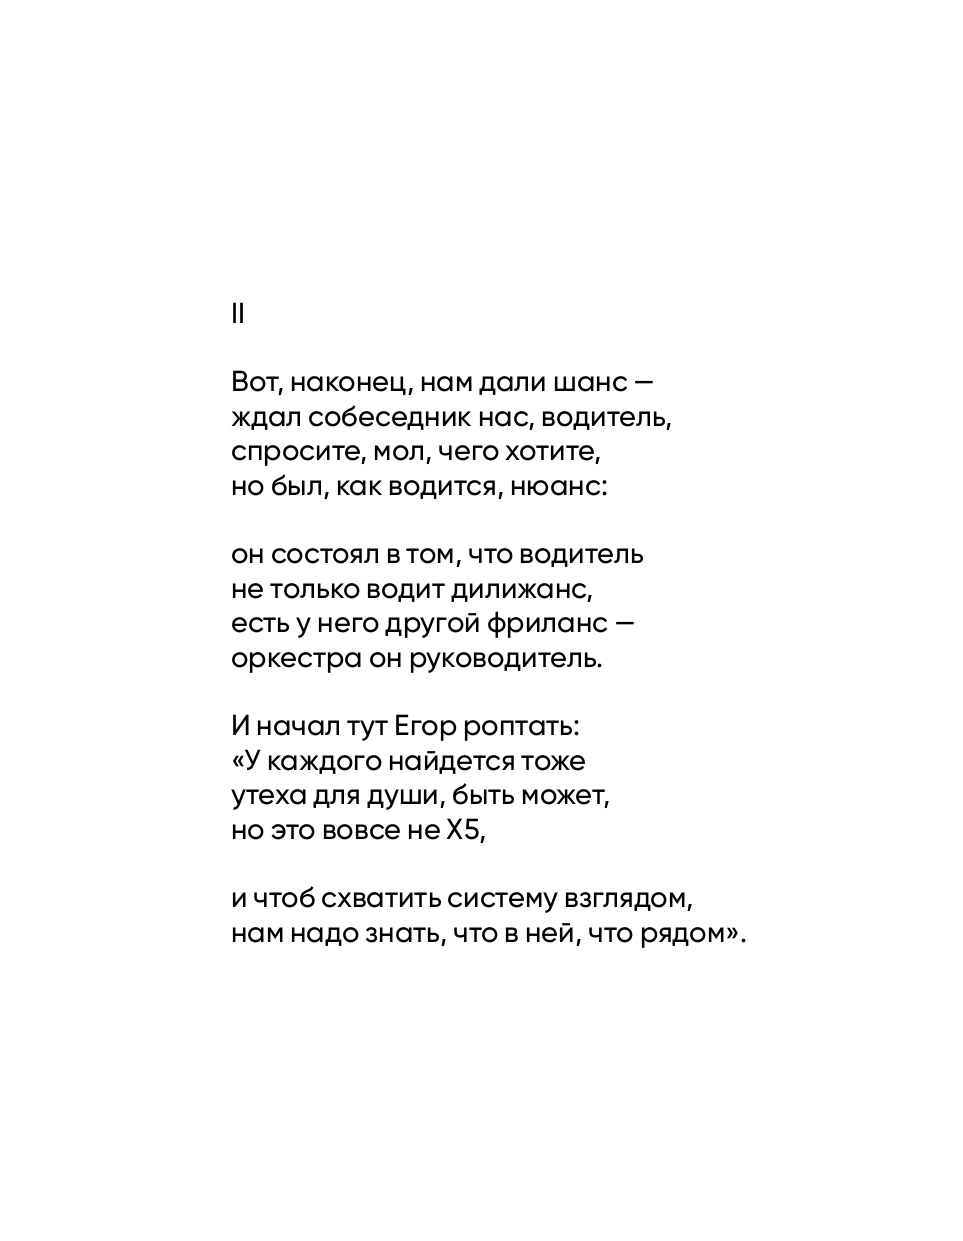 II
Вот, наконец, нам дали шанс —
ждал собеседник нас, водитель,
спросите, мол, чего хотите,
но был, как водится, нюанс:
он состоял в том, что водитель
не только водит дилижанс,
есть у него другой фриланс —
оркестра он руководитель.
И начал тут Егор роптать:
«У каждого найдется тоже
утеха для души, быть может,
но это вовсе не X5,
и чтоб схватить систему взглядом,
нам надо знать, что в ней, что рядом».